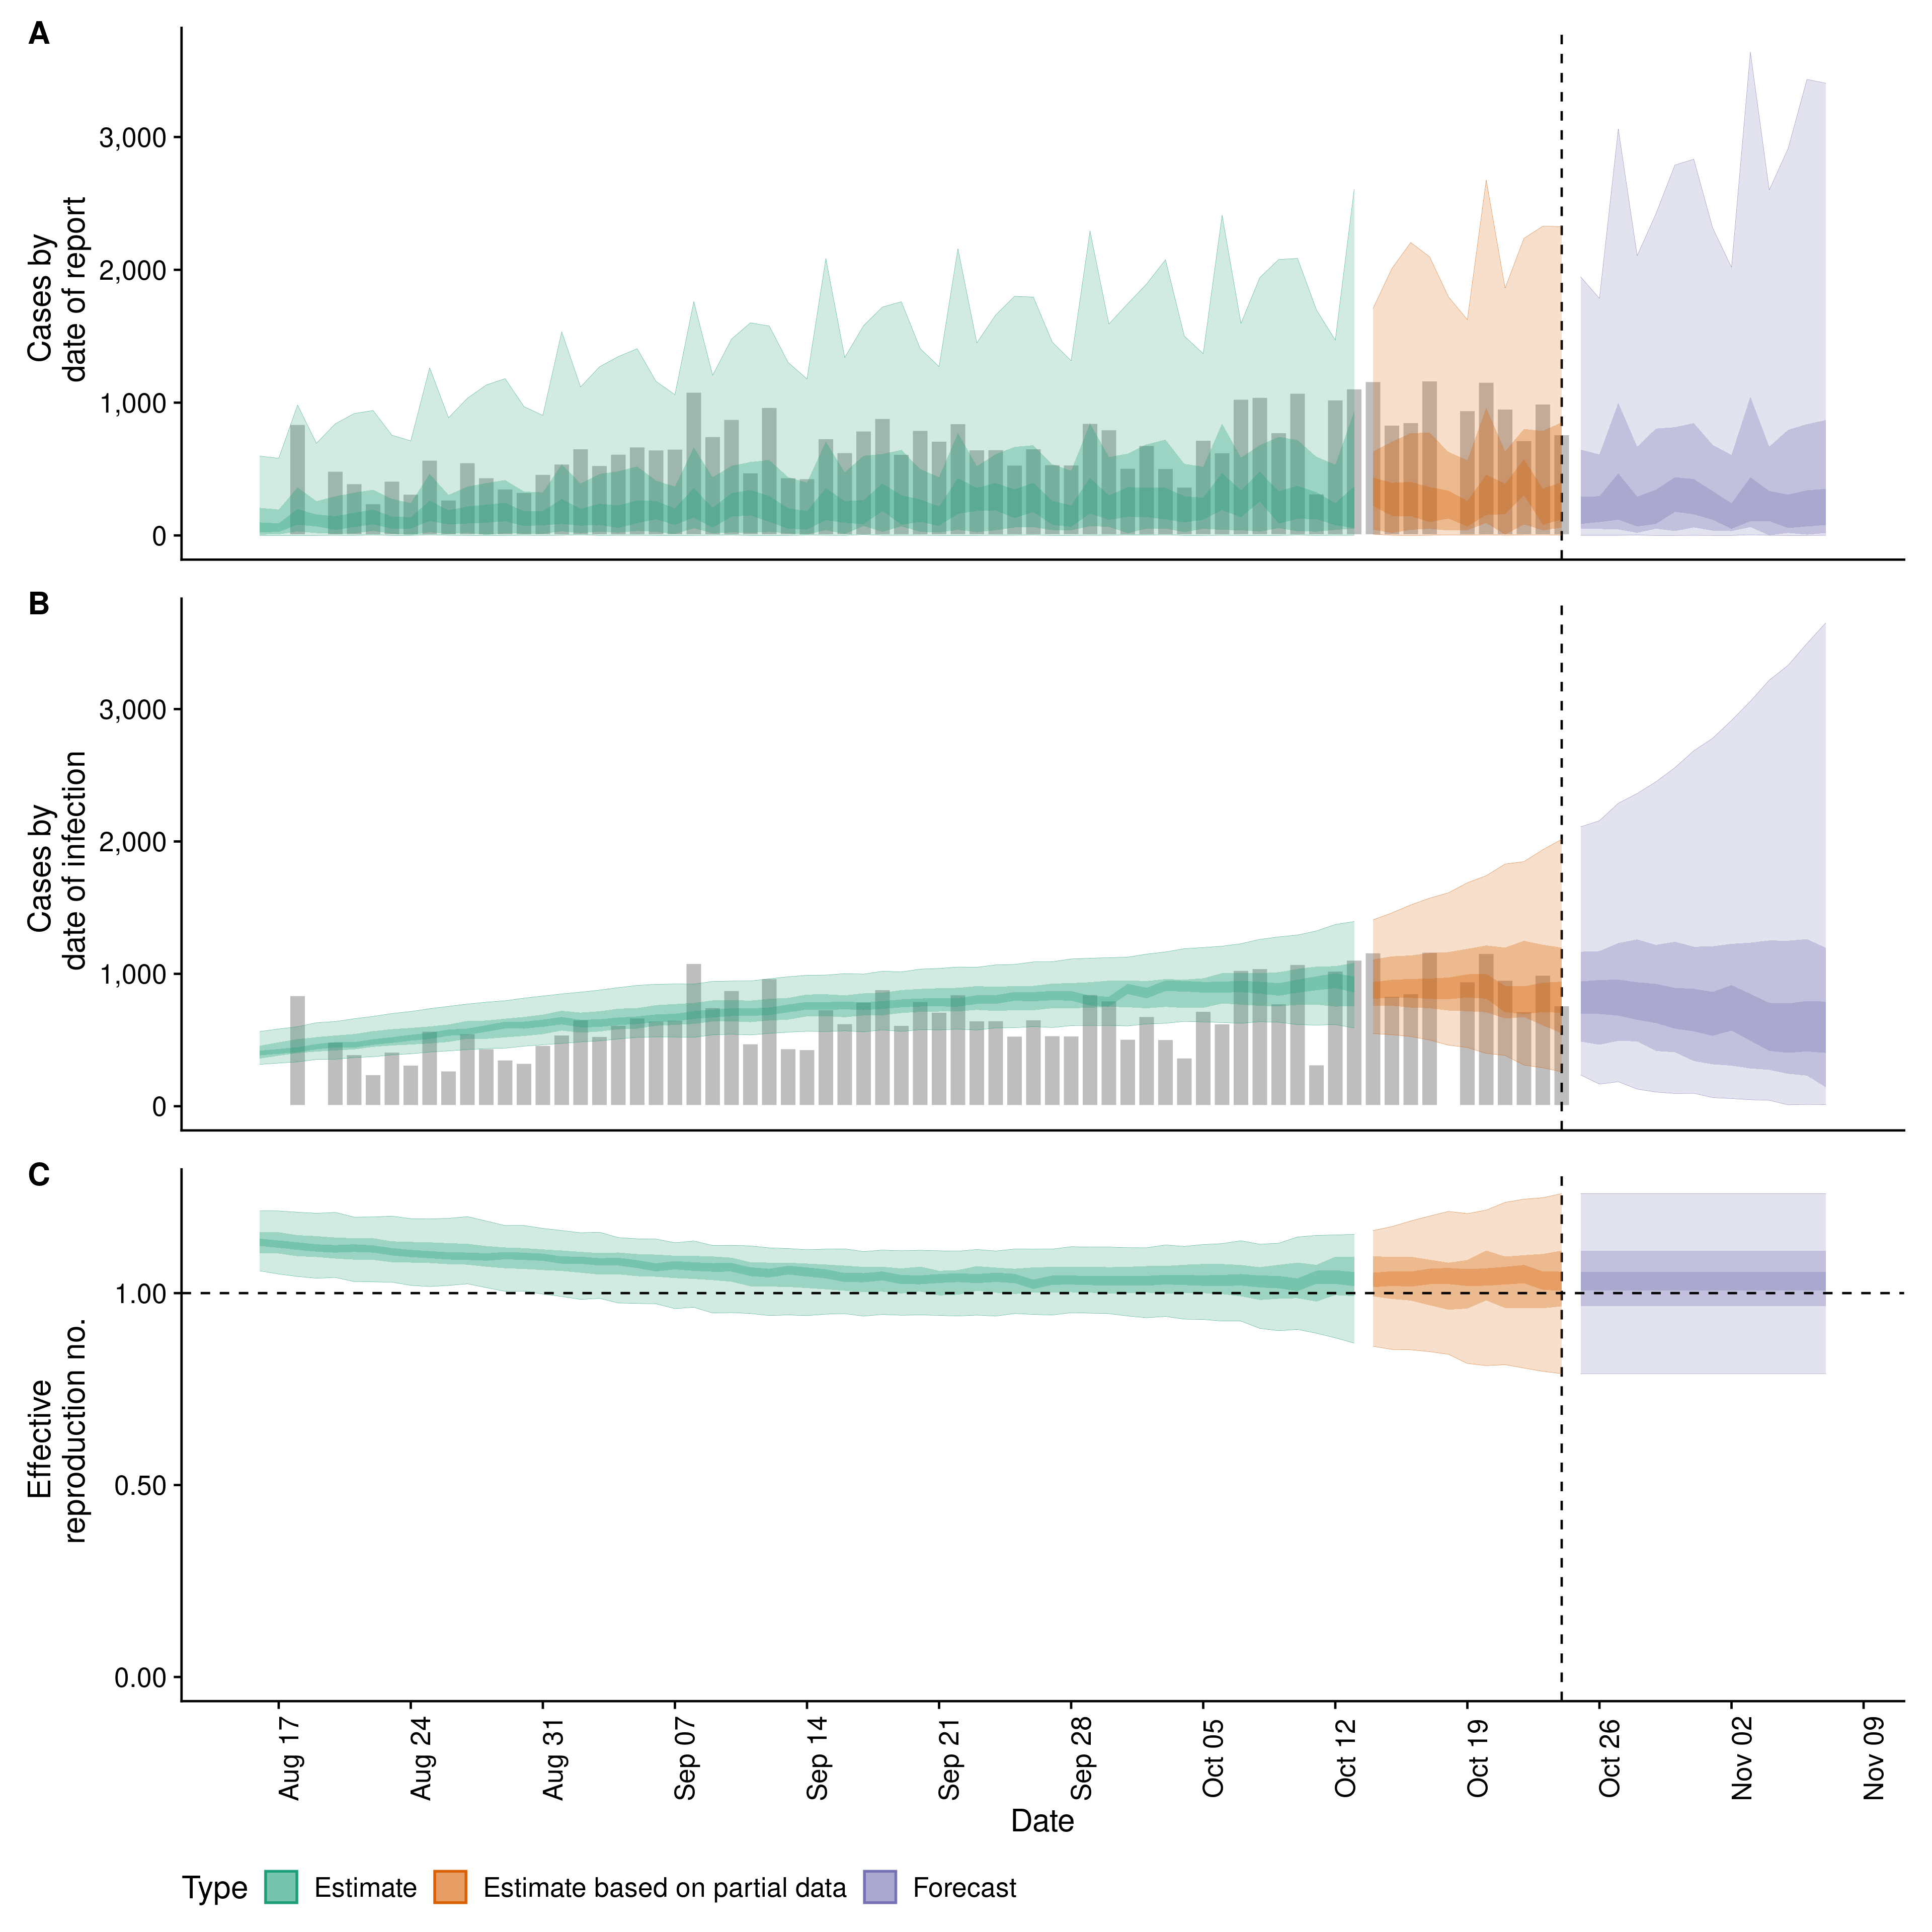 A
Cases by
date of report
3,000
2,000
1,000
0
B
Cases by
date of infection
3,000
2,000
1,000
0
C
Effective
reproduction no.
1.00
0.50
0.00
Aug 17
Aug 24
Aug 31
Sep 07
Sep 14
Sep 21
Sep 28
Oct 05
Oct 12
Oct 19
Oct 26
Nov 02
Nov 09
Date
Type Estimate Estimate based on partial data Forecast